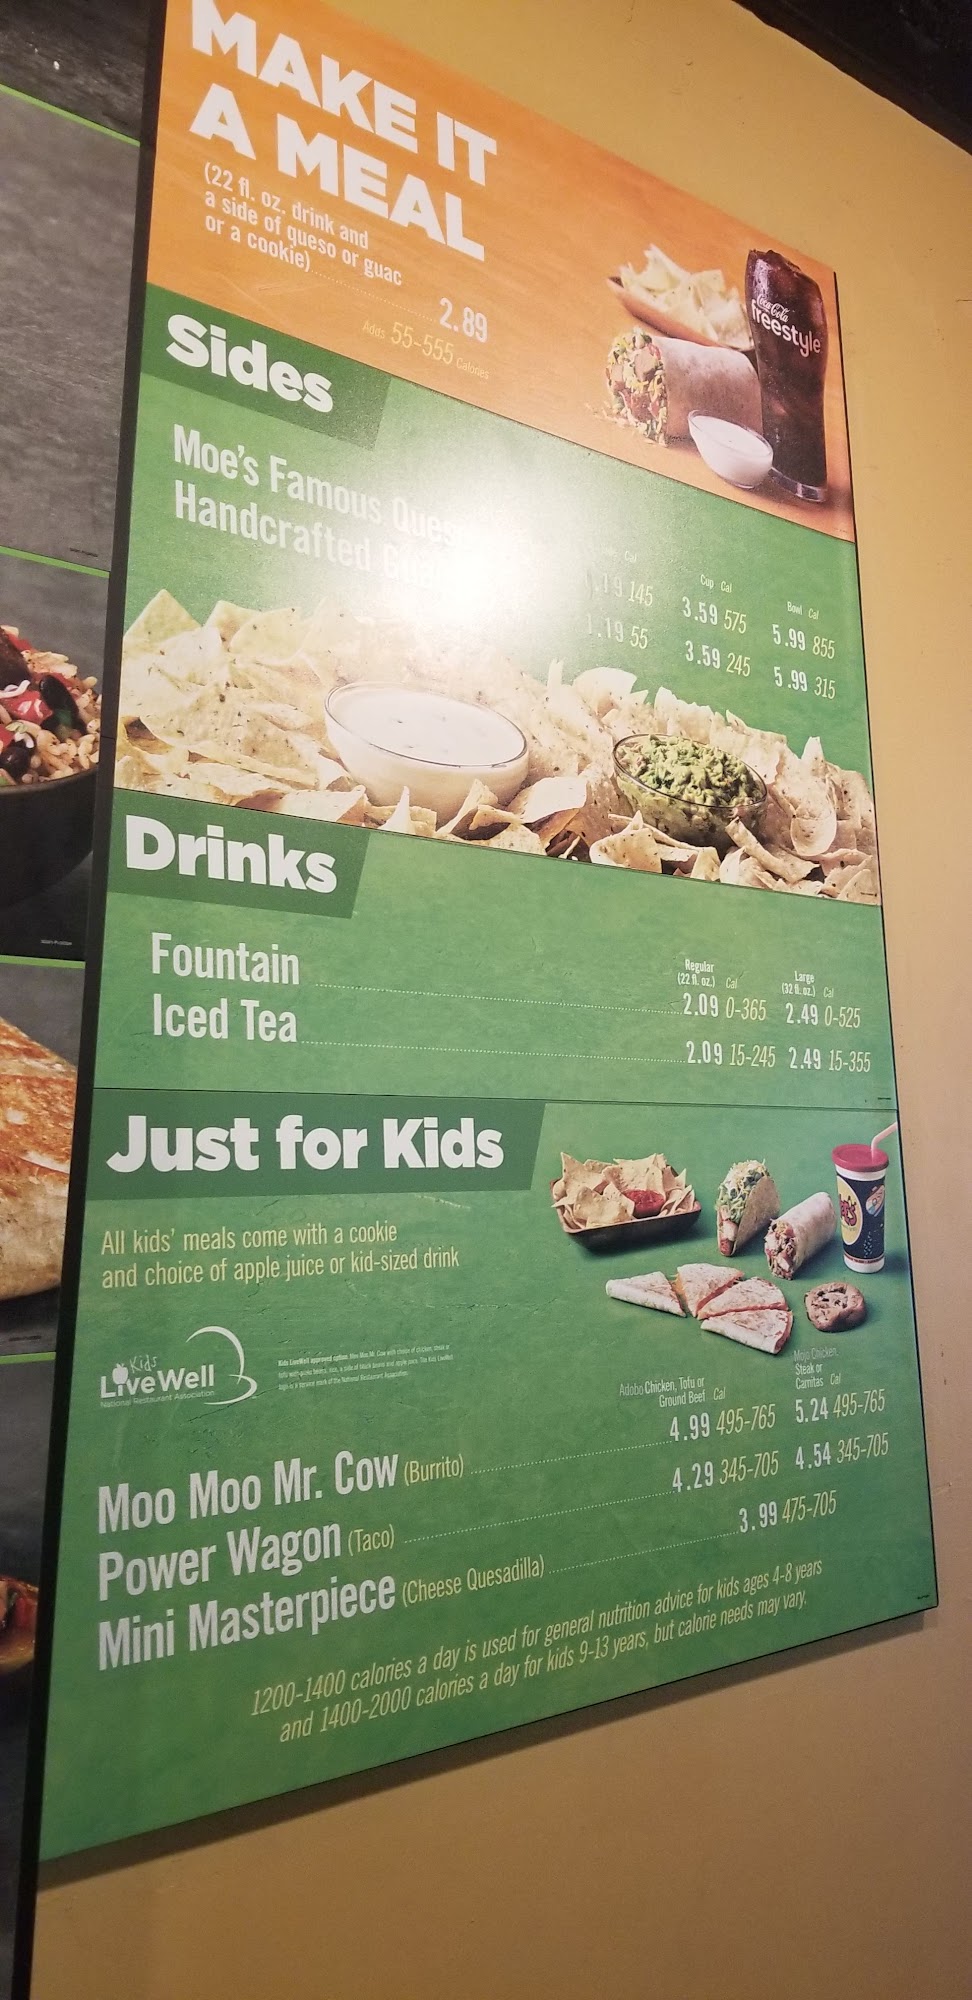 MAKE IT
A MEAL
(22 fl. oz. drink and
a side of queso or guac
or a cookie) 2.89
Adds 55-555 Calories
Coca-Cola
freestyle
Sides
Cal Cup Cal Bowl Cal
Moe's Famous .19 145 3.59 575 5.99 855
Handcrafted 1.19 55 3.59 245 5.99 315
Drinks
Regular
(22 fl. oz.) Cal
Large
(32 fl. oz.) Cal
Fountain 2.09 0-365 2.49 0-525
Iced Tea 2.09 15-245 2.49 15-355
Just for Kids
All kids' meals come with a cookie
and choice of apple juice or kid-sized drink
Kids
LiveWell
National Restaurant Association
Adobo Chicken, Tofu or
Ground Beef Cal
Mojo Chicken,
Steak or
Carnitas Cal
Moo Moo Mr. Cow (Burrito) 4.99 495-765 5.24 495-765
Power Wagon (Taco) 4.29 345-705 4.54 345-705
Mini Masterpiece (Cheese Quesadilla) 3.99 475-705
1200-1400 calories a day is used for general nutrition advice for kids ages 4-8 years
and 1400-2000 calories a day for kids 9-13 years, but calorie needs may vary.